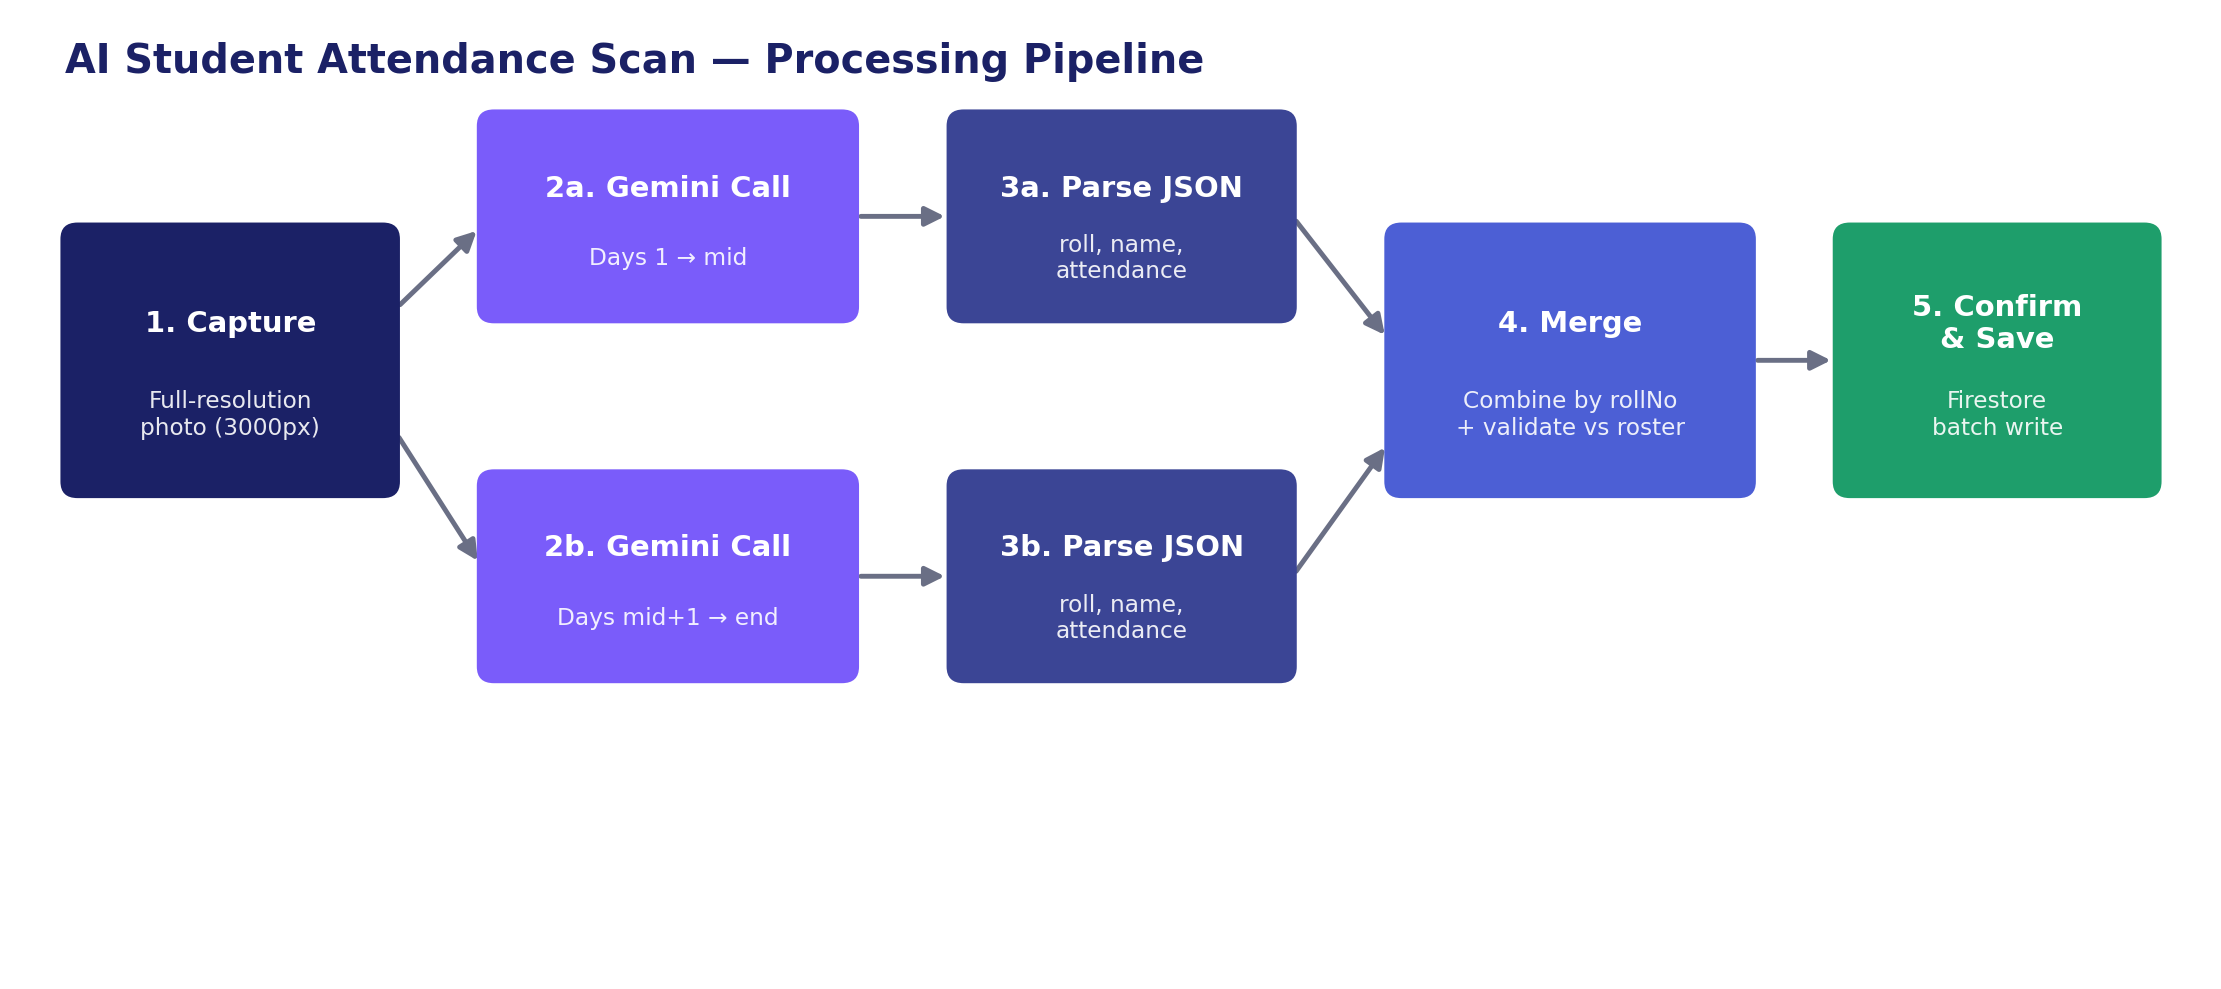 AI Student Attendance Scan — Processing Pipeline
1. Capture
Full-resolution
photo (3000px)
2a. Gemini Call
Days 1 → mid
3a. Parse JSON
roll, name,
attendance
2b. Gemini Call
Days mid+1 → end
3b. Parse JSON
roll, name,
attendance
4. Merge
Combine by rollNo
+ validate vs roster
5. Confirm
& Save
Firestore
batch write